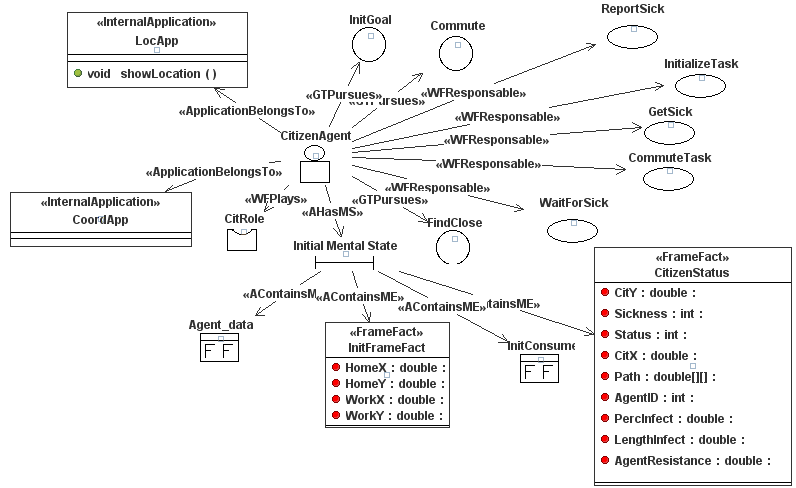 «InternalApplication»
LocApp
void showLocation ( )
InitGoal
Commute
ReportSick
InitializeTask
GetSick
CommuteTask
WaitForSick
«GTPursues»
«GTPursues»
«WFResponsable»
«WFResponsable»
«WFResponsable»
«WFResponsable»
«WFResponsable»
«ApplicationBelongsTo»
CitizenAgent
«ApplicationBelongsTo»
«InternalApplication»
CoordApp
«WFPlays»
CitRole
«AHasMS»
«GTPursues»
FindClose
Initial Mental State
«AContainsM
«AContainsME»
«AContainsME»
tainsME»
Agent_data
F F
«FrameFact»
InitFrameFact
HomeX : double :
HomeY : double :
WorkX : double :
WorkY : double :
InitConsume
F F
«FrameFact»
CitizenStatus
CitY : double :
Sickness : int :
Status : int :
CitX : double :
Path : double[][] :
AgentID : int :
PercInfect : double :
LengthInfect : double :
AgentResistance : double :